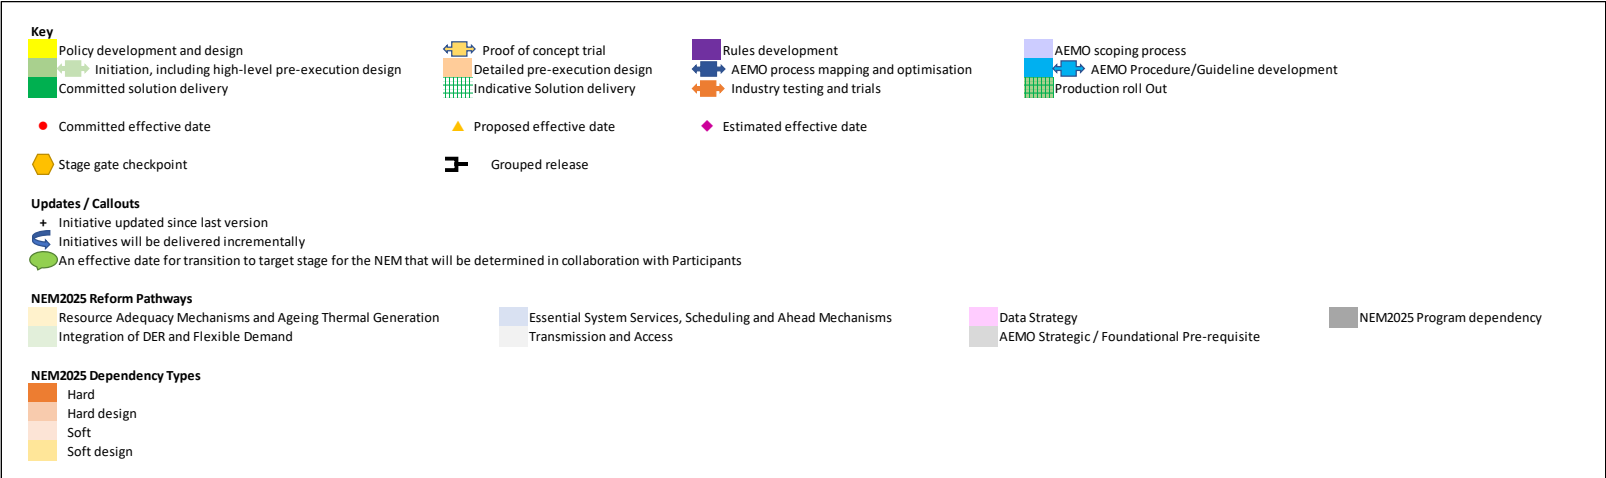 Key
Policy development and design Proof of concept trial Rules development AEMO scoping process
Initiation, including high-level pre-execution design Detailed pre-execution design AEMO process mapping and optimisation AEMO Procedure/Guideline development
Committed solution delivery Indicative Solution delivery Industry testing and trials Production roll Out
Committed effective date Proposed effective date Estimated effective date
Stage gate checkpoint Grouped release
Updates / Callouts
+ Initiative updated since last version
Initiatives will be delivered incrementally
An effective date for transition to target stage for the NEM that will be determined in collaboration with Participants
NEM2025 Reform Pathways
Resource Adequacy Mechanisms and Ageing Thermal Generation Essential System Services, Scheduling and Ahead Mechanisms Data Strategy NEM2025 Program dependency
Integration of DER and Flexible Demand Transmission and Access AEMO Strategic / Foundational Pre-requisite
NEM2025 Dependency Types
Hard
Hard design
Soft
Soft design